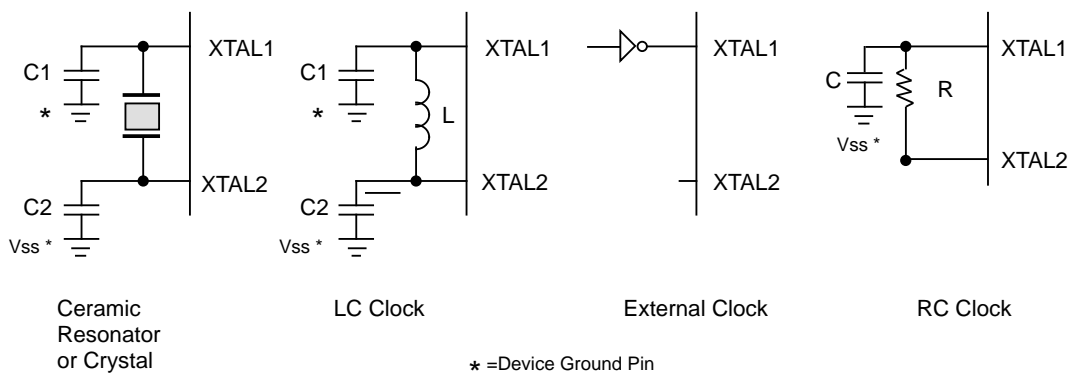 XTAL1
C1
*
XTAL2
C2
Vss *
Ceramic
Resonator
or Crystal
XTAL1
C1
*
L
XTAL2
C2
Vss *
LC Clock
XTAL1
XTAL2
External Clock
XTAL1
C
R
Vss *
XTAL2
RC Clock
* =Device Ground Pin